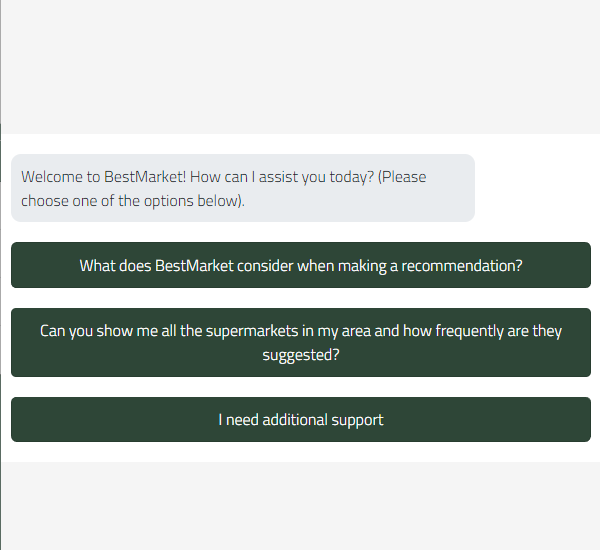 Welcome to BestMarket! How can I assist you today? (Please
choose one of the options below).
What does BestMarket consider when making a recommendation?
Can you show me all the supermarkets in my area and how frequently are they
suggested?
I need additional support